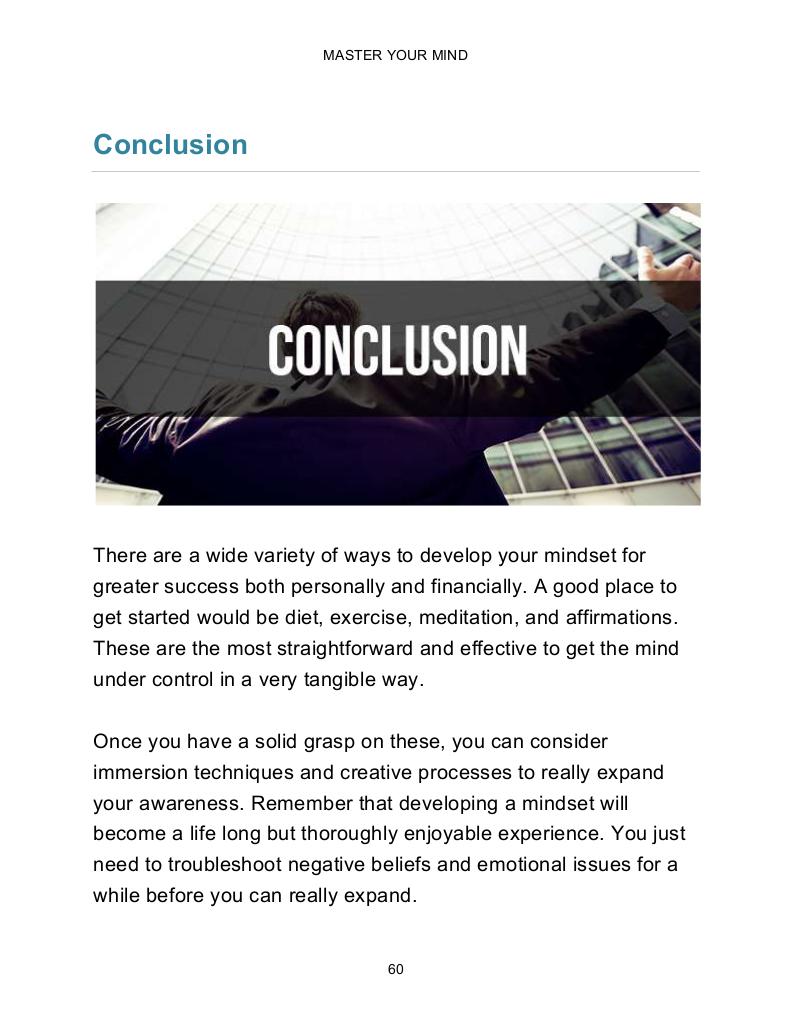 MASTER YOUR MIND
Conclusion
CONCLUSION
There are a wide variety of ways to develop your mindset for
greater success both personally and financially. A good place to
get started would be diet, exercise, meditation, and affirmations.
These are the most straightforward and effective to get the mind
under control in a very tangible way.
Once you have a solid grasp on these, you can consider
immersion techniques and creative processes to really expand
your awareness. Remember that developing a mindset will
become a life long but thoroughly enjoyable experience. You just
need to troubleshoot negative beliefs and emotional issues for a
while before you can really expand.
60